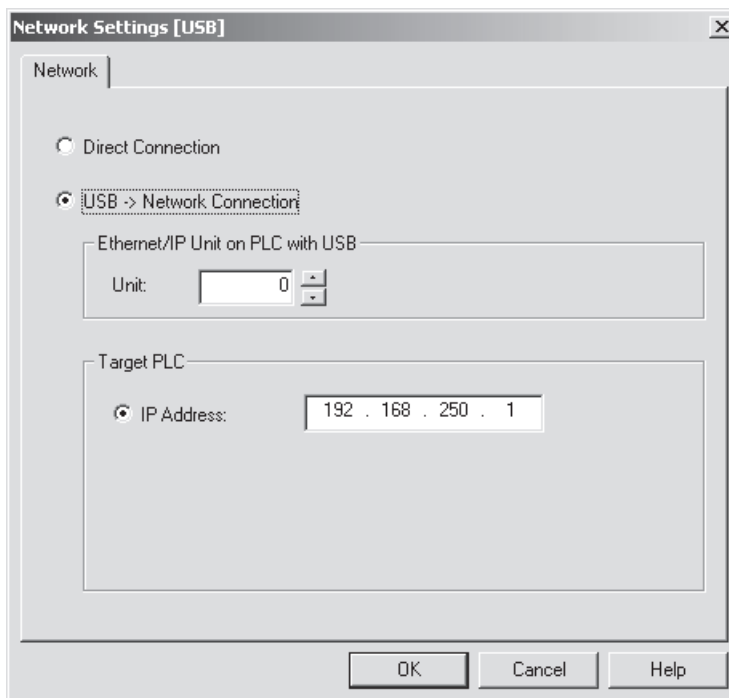 Network Settings [USB]
Network
Direct Connection
USB -> Network Connection
Ethernet/IP Unit on PLC with USB
Unit: 0
Target PLC
IP Address: 192 . 168 . 250 . 1
OK Cancel Help